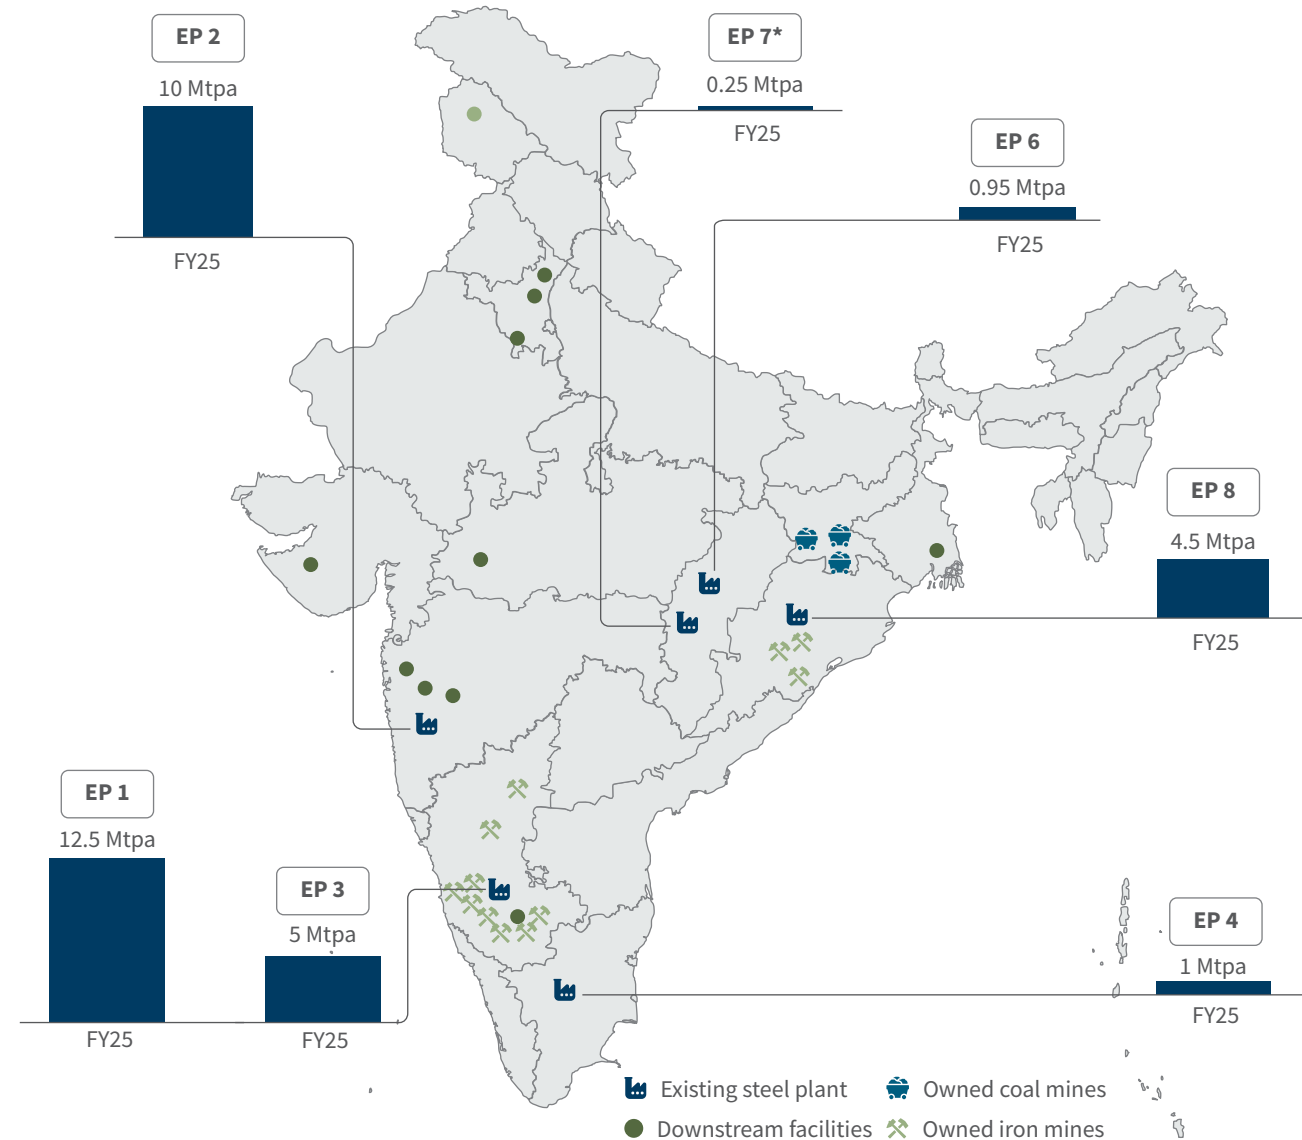 EP 2
10 Mtpa
FY25
EP 7*
0.25 Mtpa
FY25
EP 6
0.95 Mtpa
FY25
EP 8
4.5 Mtpa
FY25
EP 1
12.5 Mtpa
FY25
EP 3
5 Mtpa
FY25
EP 4
1 Mtpa
FY25
Existing steel plant
Owned coal mines
Downstream facilities
Owned iron mines